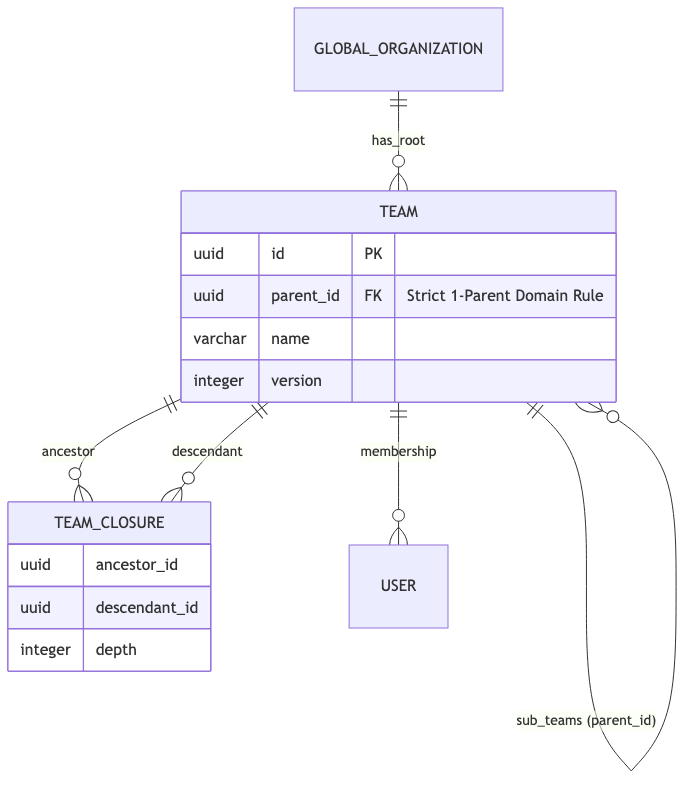 GLOBAL_ORGANIZATION
has_root
TEAM
uuid id PK
uuid parent_id FK Strict 1-Parent Domain Rule
varchar name
integer version
ancestor
descendant
membership
TEAM_CLOSURE
uuid ancestor_id
uuid descendant_id
integer depth
USER
sub_teams (parent_id)